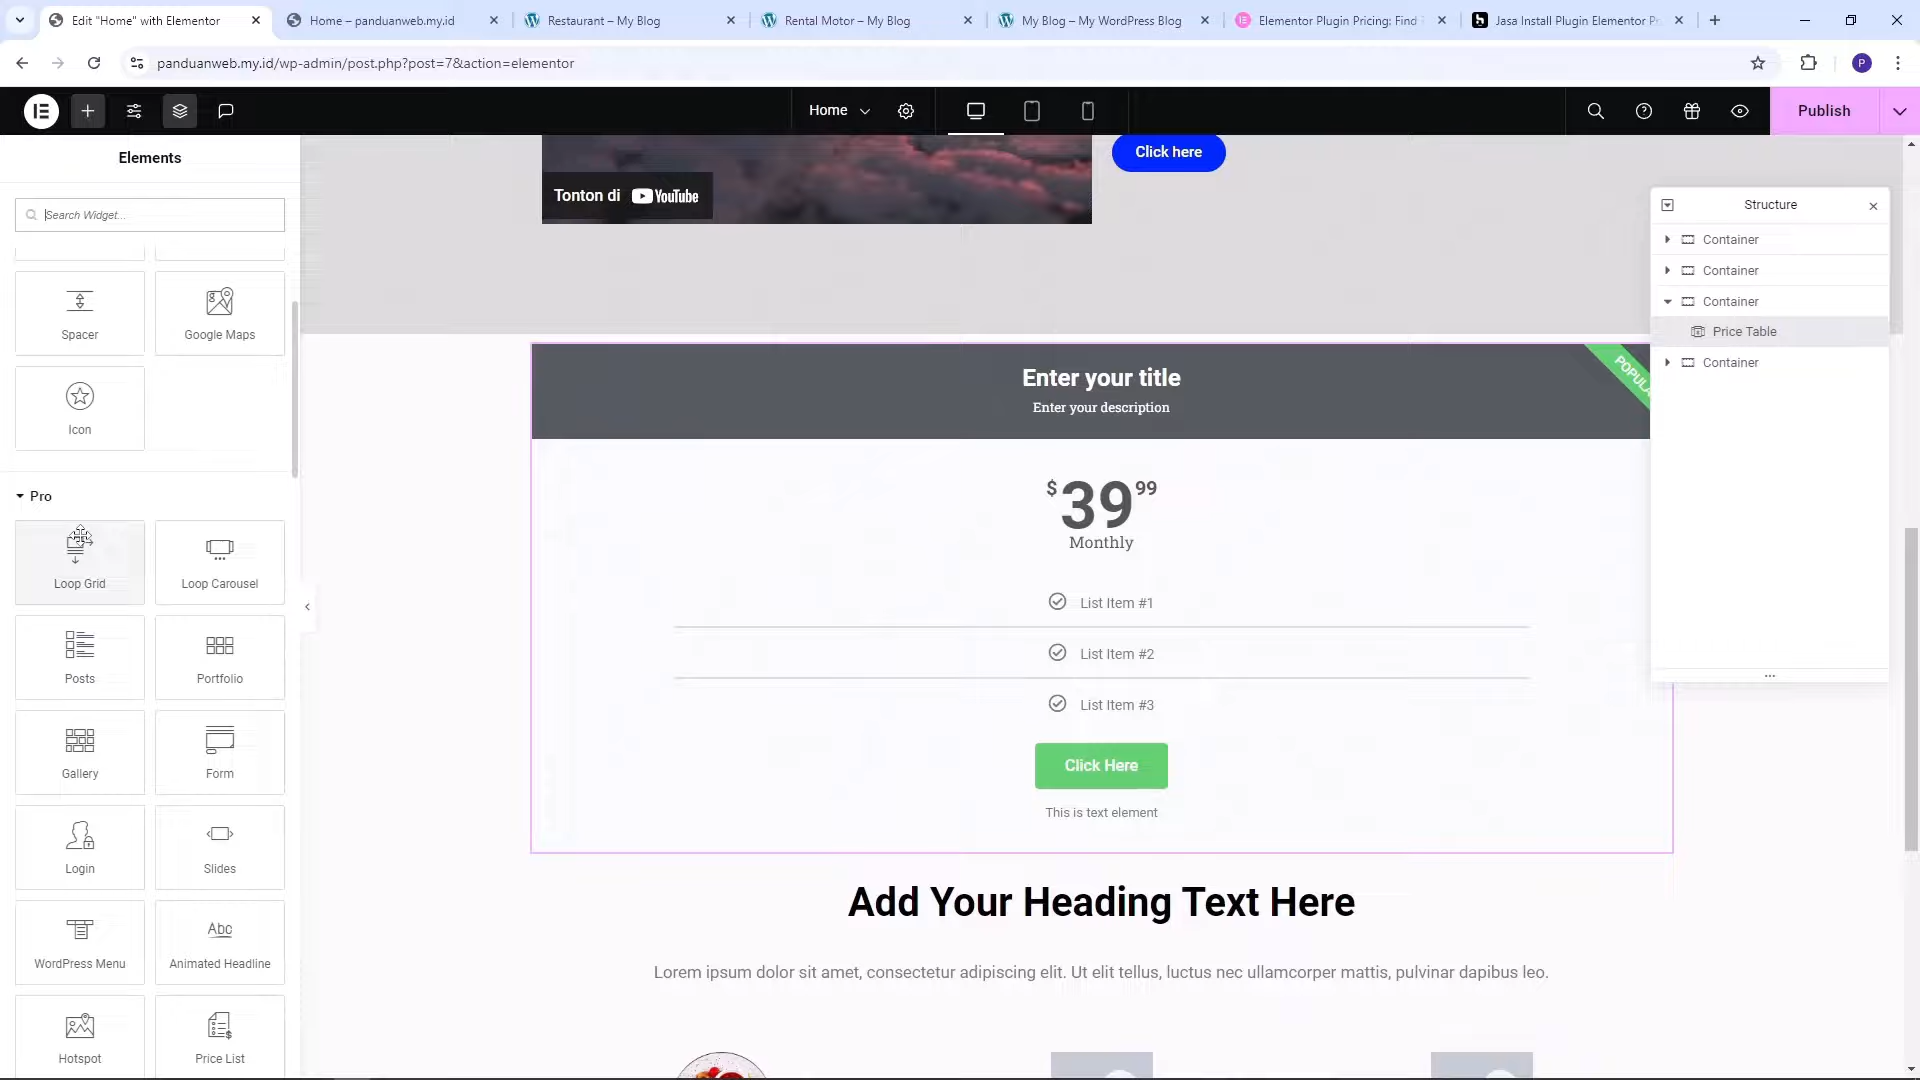 Edit "Home" with Elementor
Home – panduanweb.my.id
Restaurant – My Blog
Rental Motor – My Blog
My Blog – My WordPress Blog
Elementor Plugin Pricing: Find
Jasa Install Plugin Elementor Pr
panduanweb.my.id/wp-admin/post.php?post=7&action=elementor
P
Home
Publish
Elements
Search Widget...
Spacer
Google Maps
Icon
Pro
Loop Grid
Loop Carousel
Posts
Portfolio
Gallery
Form
Login
Slides
WordPress Menu
Abc
Animated Headline
Hotspot
Price List
Tonton di YouTube
Click here
Enter your title
Enter your description
POPULA
$39 99
Monthly
List Item #1
List Item #2
List Item #3
Click Here
This is text element
Add Your Heading Text Here
Lorem ipsum dolor sit amet, consectetur adipiscing elit. Ut elit tellus, luctus nec ullamcorper mattis, pulvinar dapibus leo.
Structure
Container
Container
Container
Price Table
Container